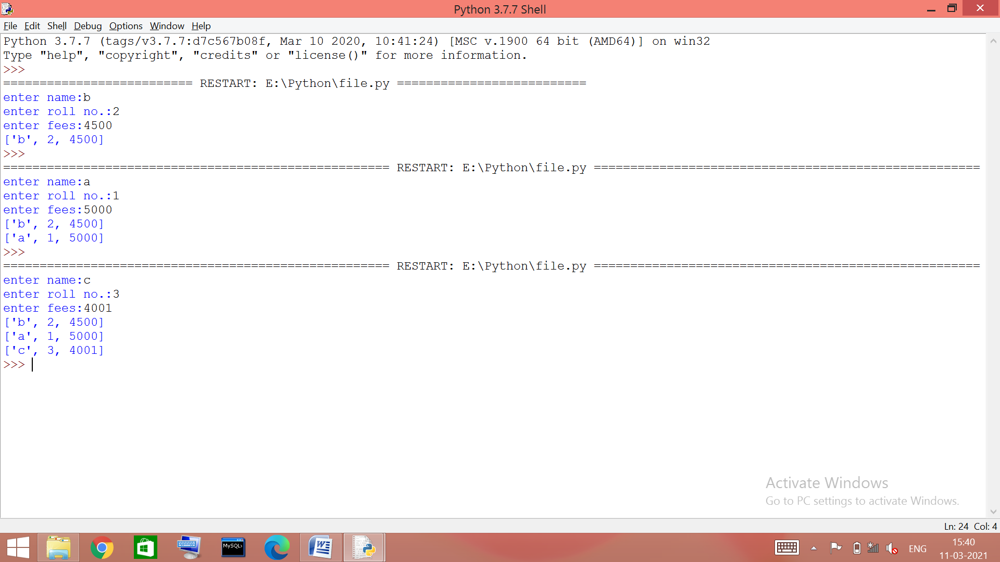 Python 3.7.7 Shell
File Edit Shell Debug Options Window Help
Python 3.7.7 (tags/v3.7.7:d7c567b08f, Mar 10 2020, 10:41:24) [MSC v.1900 64 bit (AMD64)] on win32
Type "help", "copyright", "credits" or "license()" for more information.
>>>
========================== RESTART: E:\Python\file.py ==========================
enter name:b
enter roll no.:2
enter fees:4500
['b', 2, 4500]
>>>
===================================================== RESTART: E:\Python\file.py =====================================================
enter name:a
enter roll no.:1
enter fees:5000
['b', 2, 4500]
['a', 1, 5000]
>>>
===================================================== RESTART: E:\Python\file.py =====================================================
enter name:c
enter roll no.:3
enter fees:4001
['b', 2, 4500]
['a', 1, 5000]
['c', 3, 4001]
>>>
Activate Windows
Go to PC settings to activate Windows.
Ln: 24 Col: 4
MySQL>
W
ENG
15:40
11-03-2021